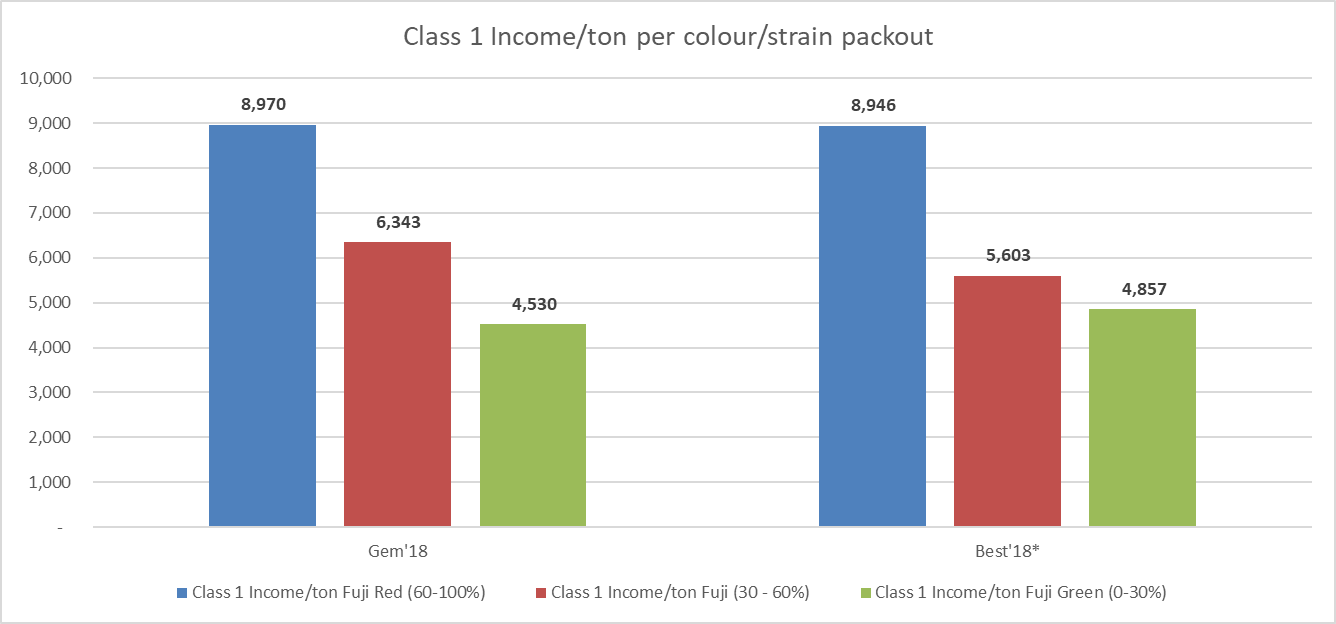 Class 1 Income/ton per colour/strain packout
10,000
9,000
8,000
7,000
6,000
5,000
4,000
3,000
2,000
1,000
-
8,970
6,343
4,530
8,946
5,603
4,857
Gem'18
Best'18*
Class 1 Income/ton Fuji Red (60-100%)
Class 1 Income/ton Fuji (30 - 60%)
Class 1 Income/ton Fuji Green (0-30%)